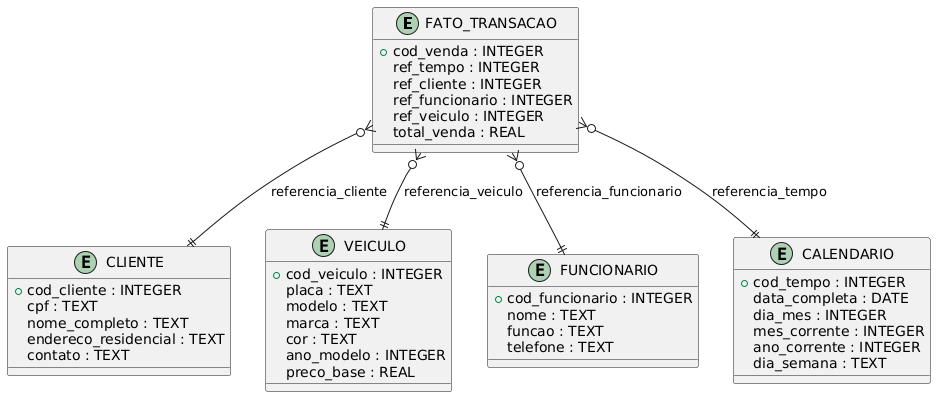 E FATO_TRANSACAO
cod_venda : INTEGER
ref_tempo : INTEGER
ref_cliente : INTEGER
ref_funcionario : INTEGER
ref_veiculo : INTEGER
total_venda : REAL
referencia_cliente
referencia_veiculo
referencia_funcionario
referencia_tempo
E CLIENTE
cod_cliente : INTEGER
cpf : TEXT
nome_completo : TEXT
endereco_residencial : TEXT
contato : TEXT
E VEICULO
cod_veiculo : INTEGER
placa : TEXT
modelo : TEXT
marca : TEXT
cor : TEXT
ano_modelo : INTEGER
preco_base : REAL
E FUNCIONARIO
cod_funcionario : INTEGER
nome : TEXT
funcao : TEXT
telefone : TEXT
E CALENDARIO
cod_tempo : INTEGER
data_completa : DATE
dia_mes : INTEGER
mes_corrente : INTEGER
ano_corrente : INTEGER
dia_semana : TEXT